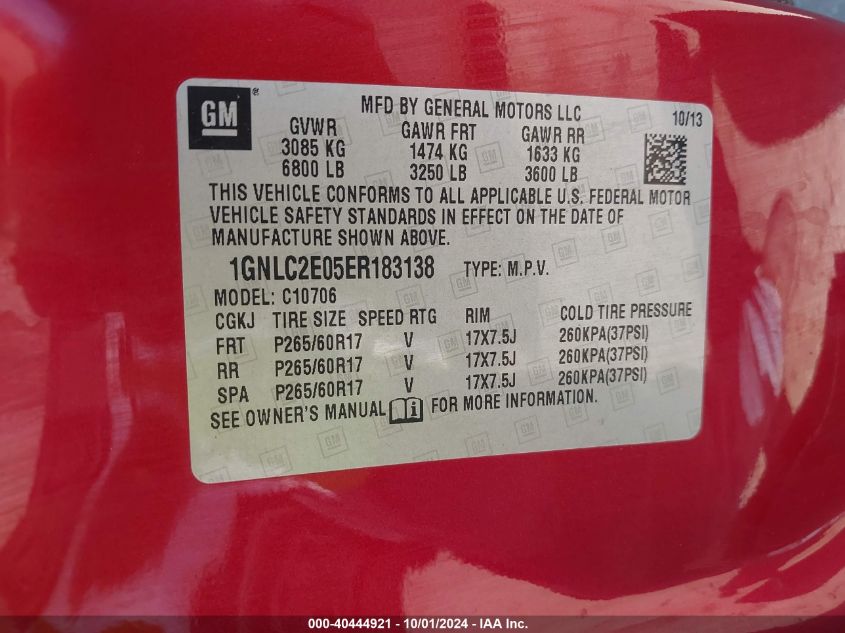 GM
®
MFD BY GENERAL MOTORS LLC
10/13
GVWR GAWR FRT GAWR RR
3085 KG 1474 KG 1633 KG
6800 LB 3250 LB 3600 LB
THIS VEHICLE CONFORMS TO ALL APPLICABLE U.S. FEDERAL MOTOR
VEHICLE SAFETY STANDARDS IN EFFECT ON THE DATE OF
MANUFACTURE SHOWN ABOVE.
1GNLC2E05ER183138 TYPE: M.P.V.
MODEL: C10706
CGKJ TIRE SIZE SPEED RTG RIM COLD TIRE PRESSURE
FRT P265/60R17 V 17X7.5J 260KPA(37PSI)
RR P265/60R17 V 17X7.5J 260KPA(37PSI)
SPA P265/60R17 V 17X7.5J 260KPA(37PSI)
SEE OWNER'S MANUAL FOR MORE INFORMATION.
000-40444921 - 10/01/2024 - IAA Inc.